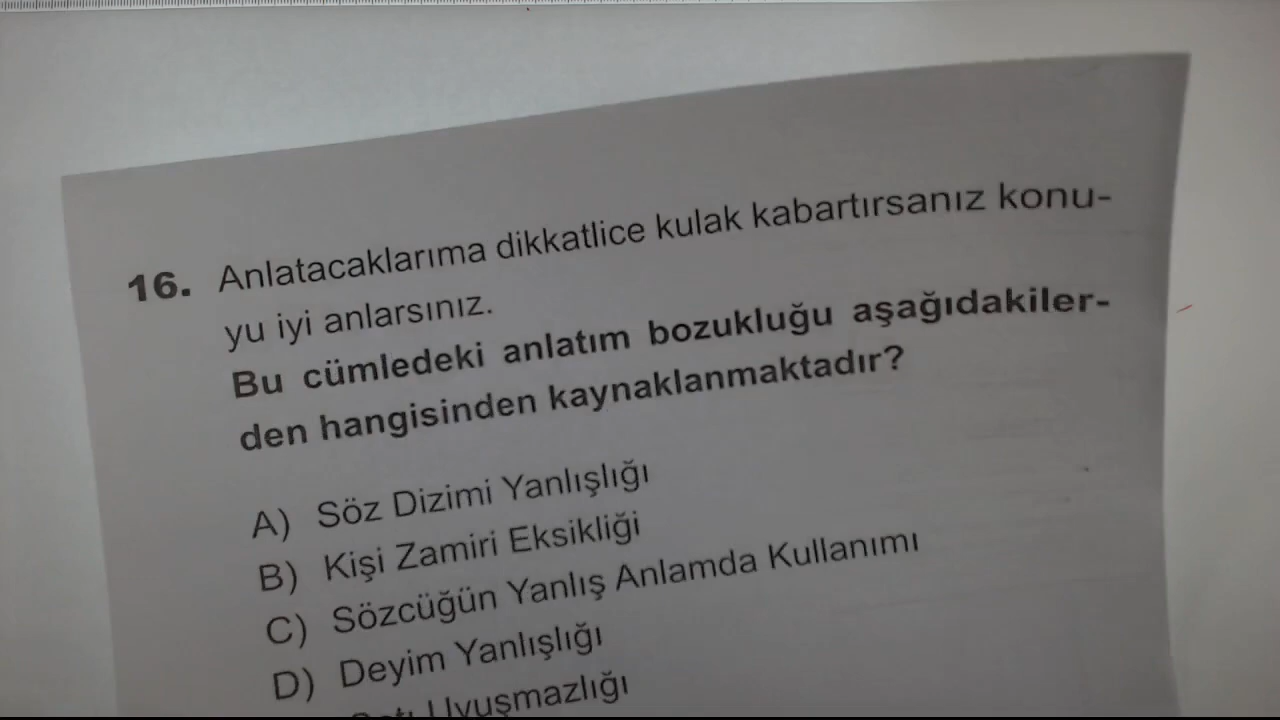 16. Anlatacaklarıma dikkatlice kulak kabartırsanız konu-
yu iyi anlarsınız.
Bu cümledeki anlatım bozukluğu aşağıdakiler-
den hangisinden kaynaklanmaktadır?
A) Söz Dizimi Yanlışlığı
B) Kişi Zamiri Eksikliği
C) Sözcüğün Yanlış Anlamda Kullanımı
D) Deyim Yanlışlığı
Uyuşmazlığı